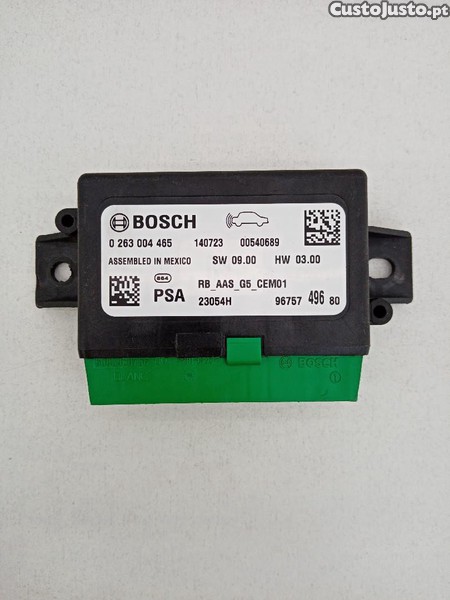 CustoJusto.pt
BOSCH
0 263 004 465 140723 00540689
ASSEMBLED IN MEXICO SW 09.00 HW 03.00
864
PSA RB_AAS_G5_CEM01
23054H 96757 496 80
BOSCH